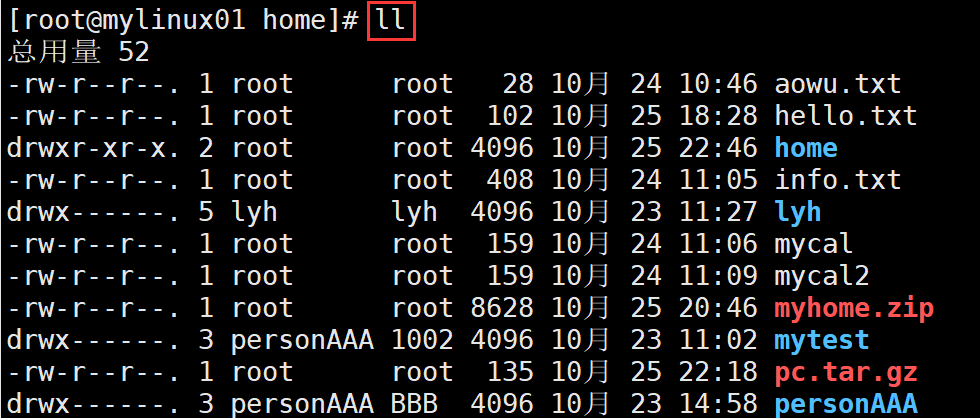 [root@mylinux01 home]# ll
总用量 52
-rw-r--r--. 1 root      root   28 10月 24 10:46 aowu.txt
-rw-r--r--. 1 root      root  102 10月 25 18:28 hello.txt
drwxr-xr-x. 2 root      root 4096 10月 25 22:46 home
-rw-r--r--. 1 root      root  408 10月 24 11:05 info.txt
drwx------. 5 lyh       lyh  4096 10月 23 11:27 lyh
-rw-r--r--. 1 root      root  159 10月 24 11:06 mycal
-rw-r--r--. 1 root      root  159 10月 24 11:09 mycal2
-rw-r--r--. 1 root      root 8628 10月 25 20:46 myhome.zip
drwx------. 3 personAAA 1002 4096 10月 23 11:02 mytest
-rw-r--r--. 1 root      root  135 10月 25 22:18 pc.tar.gz
drwx------. 3 personAAA BBB  4096 10月 23 14:58 personAAA